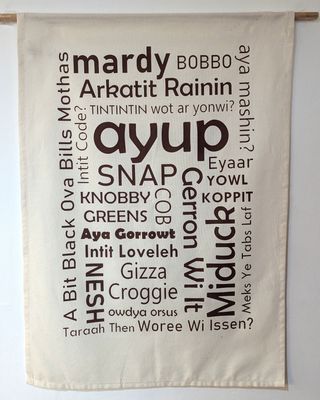 mardy BOBBO
Arkatit Rainin
TINTINTIN wot ar yonwi?
ayup
aya mashin?
A Bit Black Ova Bills Mothas
Intit Code?
SNAP
Eyaar
YOWL
KNOBBY
GREENS
COB
KOPPIT
Gerron Wi It
Aya Gorrowt
Intit Loveleh
Miduck
Meks Ye Tabs Laf
NESH
Gizza
Croggie
owdya orsus
Taraah Then Woree Wi Issen?